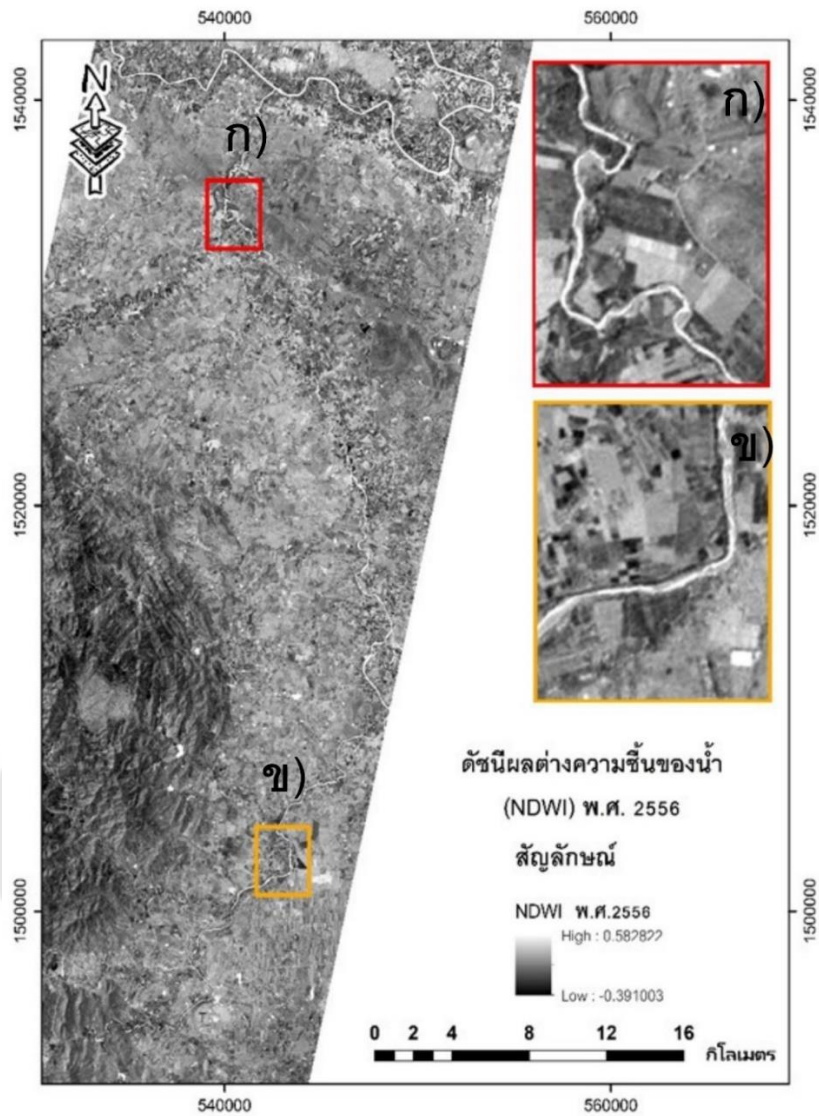 540000
560000
1540000
1540000
N
ก)
ก)
ข)
1520000
1520000
ข)
ดัชนีผลต่างความชื้นของน้ำ
(NDWI) พ.ศ. 2556
สัญลักษณ์
NDWI พ.ศ.2556
High : 0.582822
Low : -0.391003
1500000
1500000
0 2 4 8 12 16
กิโลเมตร
540000
560000